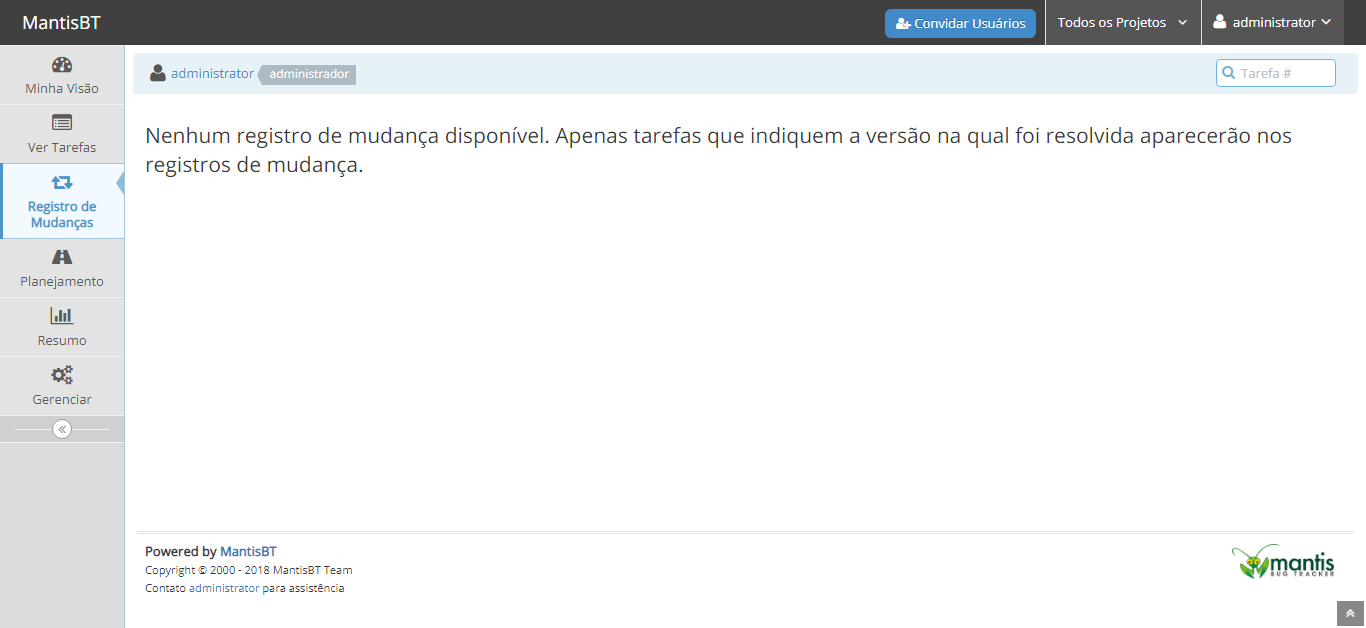 MantisBT
Convidar Usuários
Todos os Projetos
administrator
Minha Visão
Ver Tarefas
Registro de
Mudanças
Planejamento
Resumo
Gerenciar
administrator administrador
Tarefa #
Nenhum registro de mudança disponível. Apenas tarefas que indiquem a versão na qual foi resolvida aparecerão nos
registros de mudança.
Powered by MantisBT
Copyright © 2000 - 2018 MantisBT Team
Contato administrator para assistência
mantis
BUG TRACKER